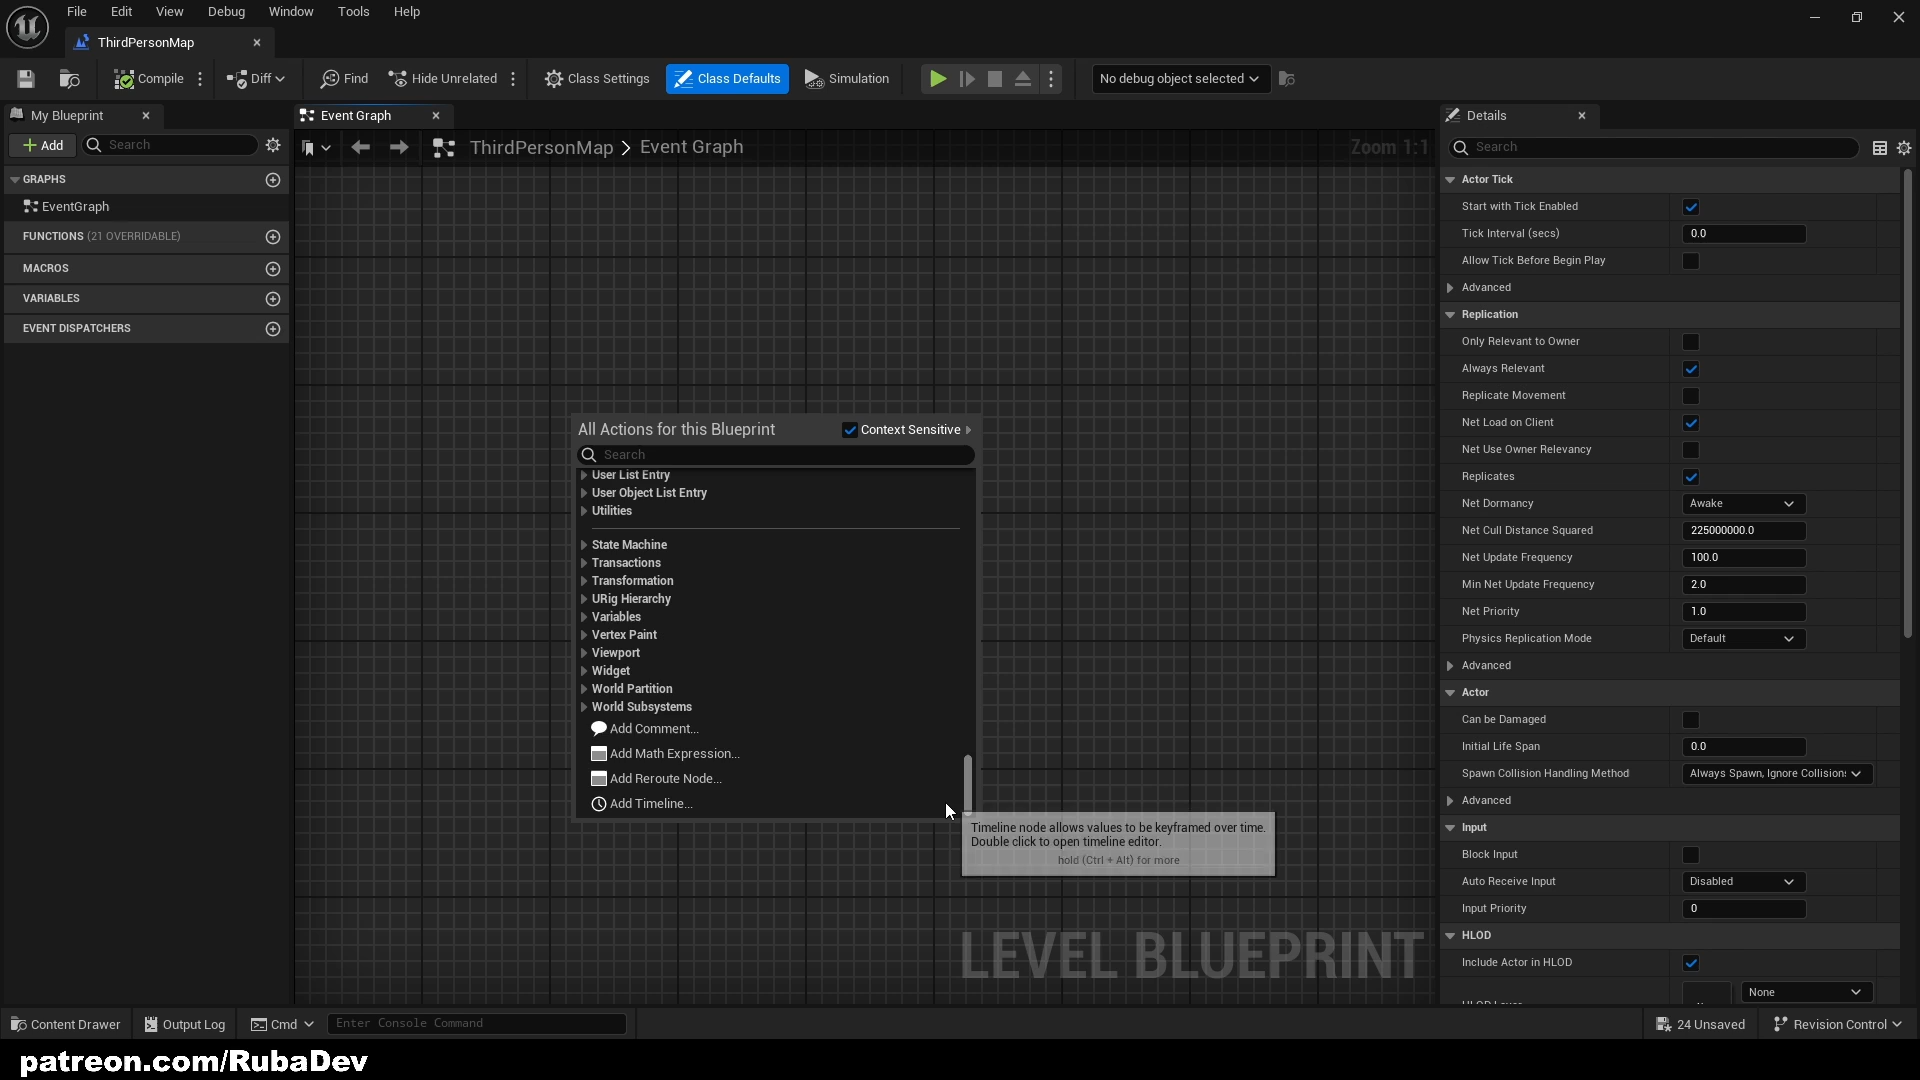 File Edit View Debug Window Tools Help
ThirdPersonMap
Compile Diff Find Hide Unrelated Class Settings Class Defaults Simulation No debug object selected
My Blueprint
Add Search
GRAPHS
EventGraph
FUNCTIONS (21 OVERRIDABLE)
MACROS
VARIABLES
EVENT DISPATCHERS
Event Graph
ThirdPersonMap > Event Graph
Zoom 1:1
All Actions for this Blueprint
Context Sensitive
Search
User List Entry
User Object List Entry
Utilities
State Machine
Transactions
Transformation
URig Hierarchy
Variables
Vertex Paint
Viewport
Widget
World Partition
World Subsystems
Add Comment...
Add Math Expression...
Add Reroute Node...
Add Timeline...
Timeline node allows values to be keyframed over time.
Double click to open timeline editor.
hold (Ctrl + Alt) for more
LEVEL BLUEPRINT
Details
Search
Actor Tick
Start with Tick Enabled
Tick Interval (secs) 0.0
Allow Tick Before Begin Play
Advanced
Replication
Only Relevant to Owner
Always Relevant
Replicate Movement
Net Load on Client
Net Use Owner Relevancy
Replicates
Net Dormancy Awake
Net Cull Distance Squared 225000000.0
Net Update Frequency 100.0
Min Net Update Frequency 2.0
Net Priority 1.0
Physics Replication Mode Default
Advanced
Actor
Can be Damaged
Initial Life Span 0.0
Spawn Collision Handling Method Always Spawn, Ignore Collisions
Advanced
Input
Block Input
Auto Receive Input Disabled
Input Priority 0
HLOD
Include Actor in HLOD
None
Content Drawer Output Log Cmd Enter Console Command 24 Unsaved Revision Control
patreon.com/RubaDev